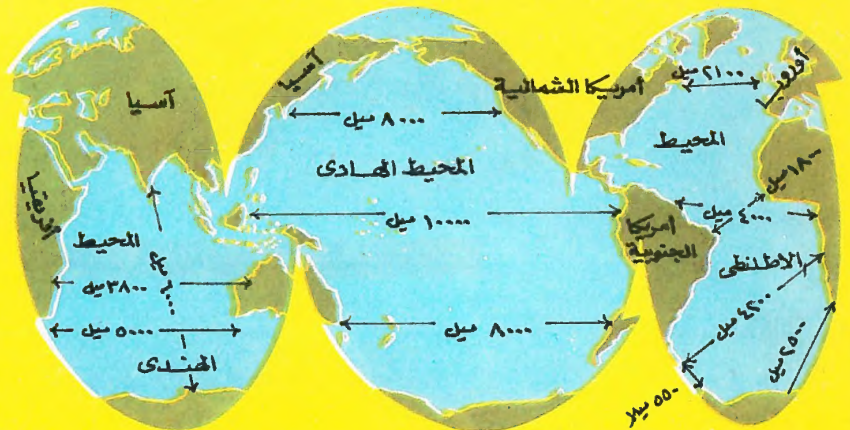 آسيا
أفريقيا
المحيط
٣٨٠٠ ميل
٥٠٠٠ ميل
الهندى
آسيا
٨٠٠٠ ميل
المحيط الهادى
١٠٠٠٠ ميل
٨٠٠٠ ميل
أمريكا الشمالية
أمريكا
الجنوبية
٢١٠٠ ميل
المحيط
١٨٠٠ ميل
٤٠٠٠ ميل
الاطلنطى
٤٢٠٠ ميل
٢٥٠٠ ميل
٥٥٠ ميل